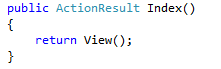 public ActionResult Index()
{
    return View();
}